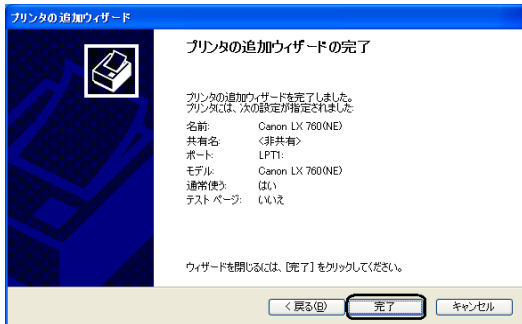 プリンタの追加ウィザード
プリンタの追加ウィザードの完了
プリンタの追加ウィザードを完了しました。
プリンタには、次の設定が指定されました:
名前: Canon LX 760(NE)
共有名: <非共有>
ポート: LPT1:
モデル: Canon LX 760(NE)
通常使う: はい
テスト ページ: いいえ
ウィザードを閉じるには、[完了] をクリックしてください。
< 戻る(B) 完了 キャンセル